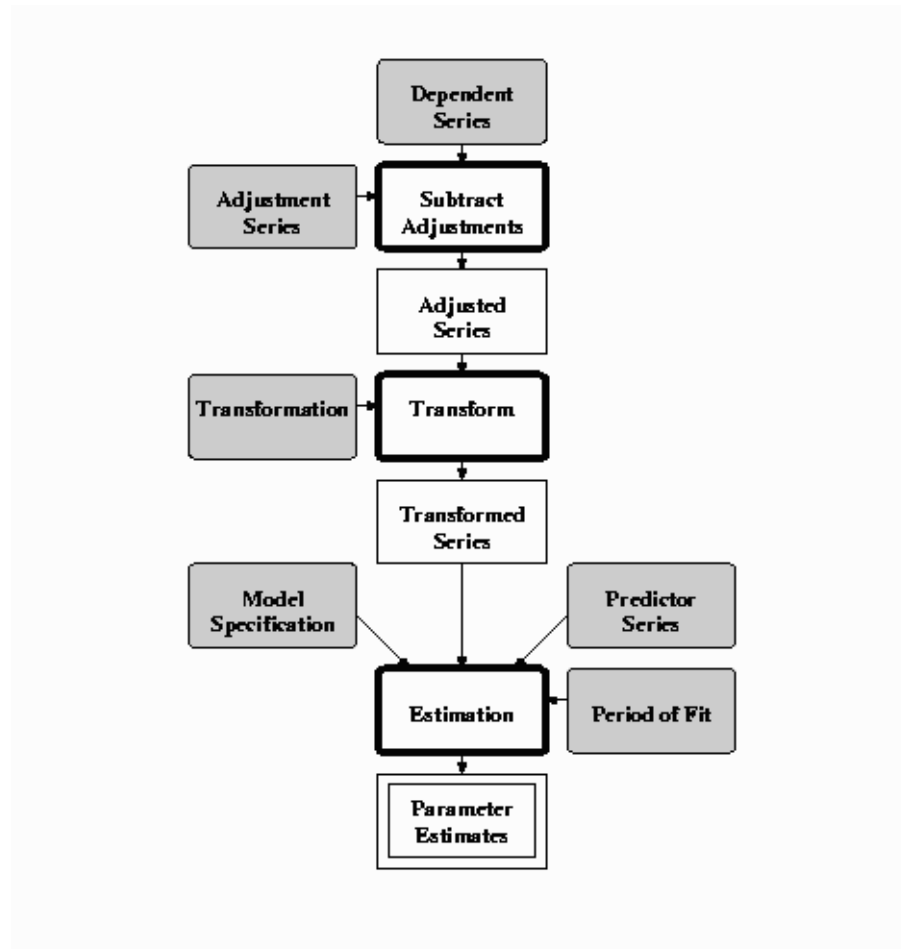 Dependent
Series
Adjustment
Series
Subtract
Adjustments
Adjusted
Series
Transformation
Transform
Transformed
Series
Model
Specification
Predictor
Series
Estimation
Period of Fit
Parameter
Estimates